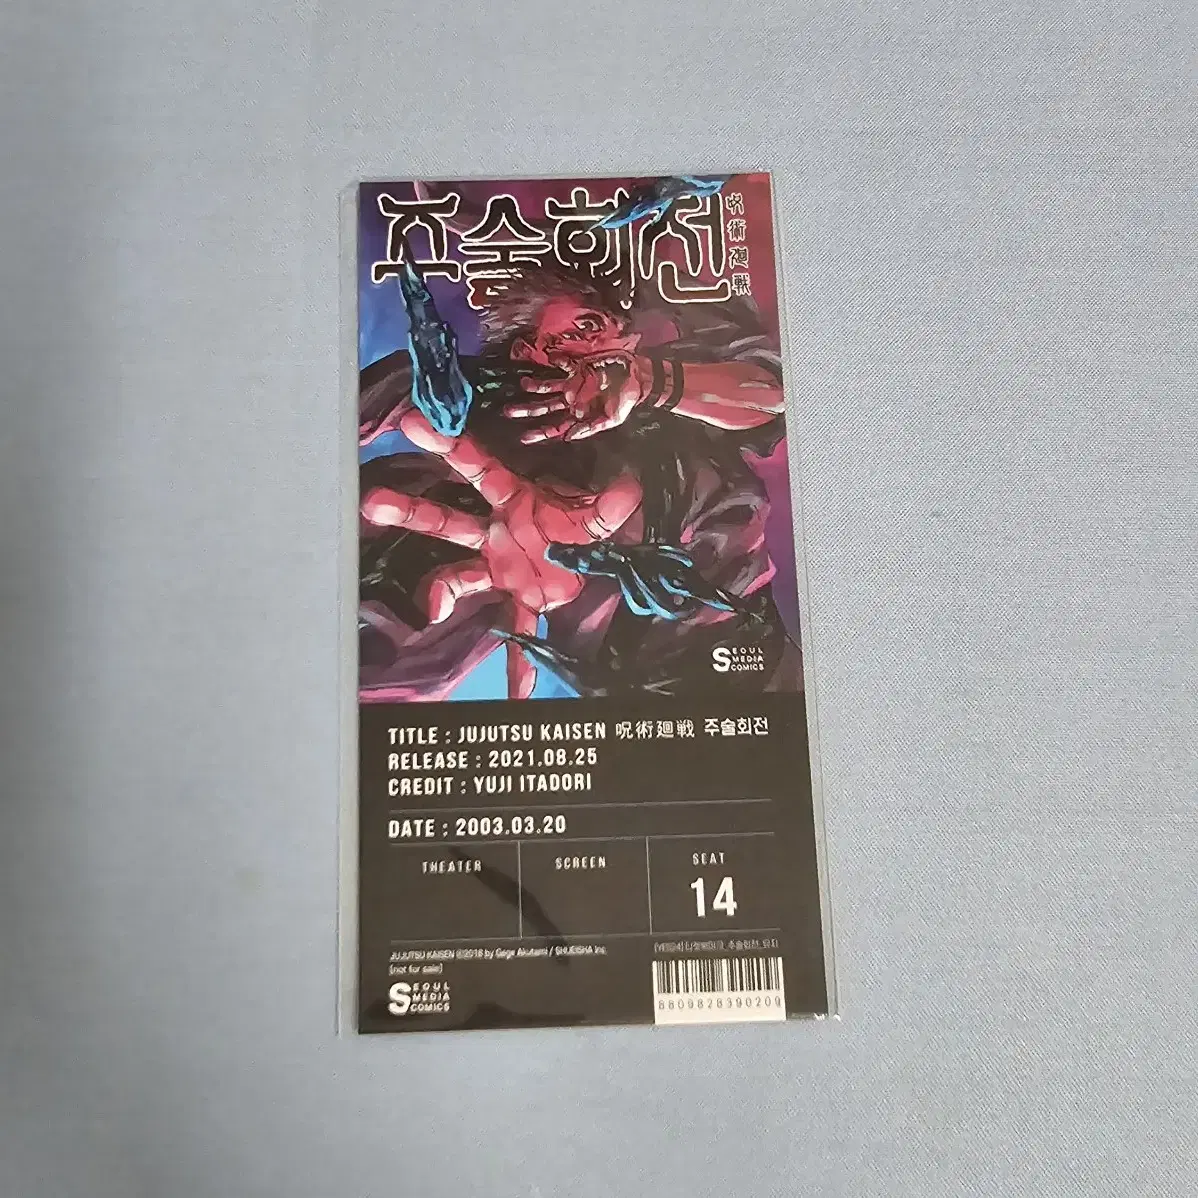 주술회전
呪術廻戦
SEOUL
MEDIA
COMICS
TITLE : JUJUTSU KAISEN 呪術廻戦 주술회전
RELEASE : 2021.08.25
CREDIT : YUJI ITADORI
DATE : 2003.03.20
THEATER SCREEN SEAT
14
JUJUTSU KAISEN ©2018 by Gege Akutami / SHUEISHA Inc.
[not for sale]
SEOUL
MEDIA
COMICS
8809828390209